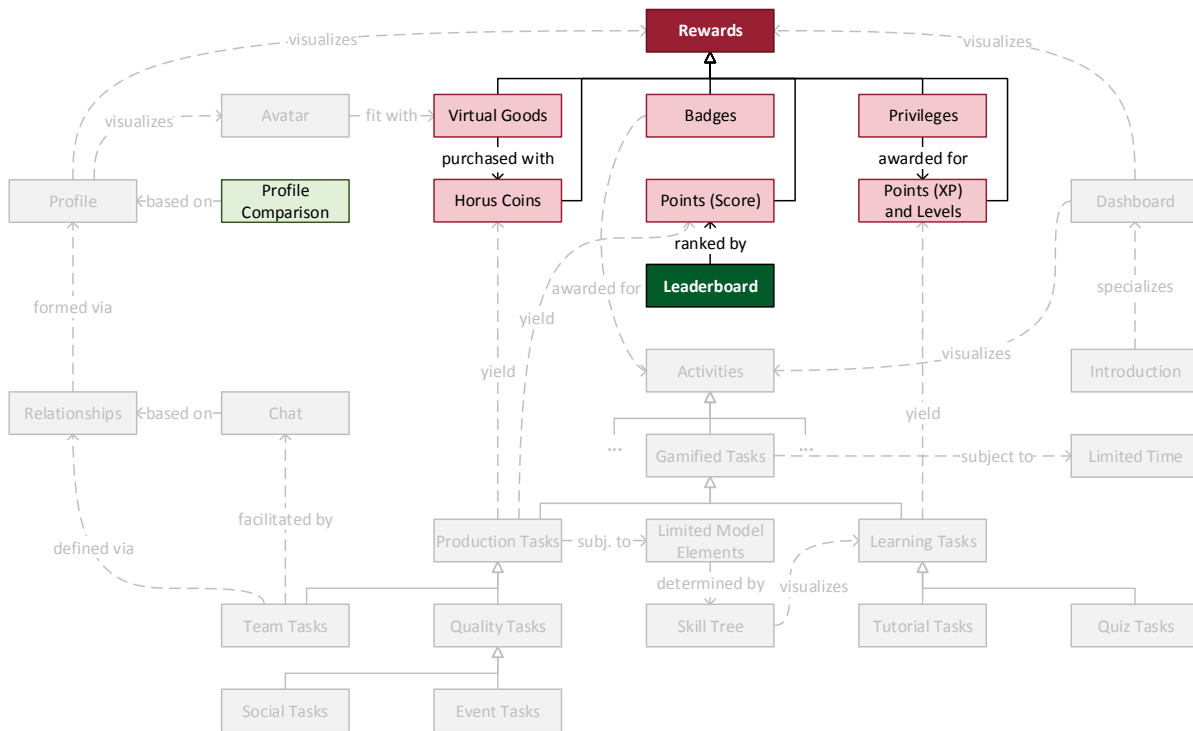 Rewards
visualizes
visualizes
Avatar
fit with
Virtual Goods
Badges
Privileges
visualizes
purchased with
awarded for
Profile
based on
Profile
Comparison
Horus Coins
Points (Score)
Points (XP)
and Levels
Dashboard
ranked by
Leaderboard
awarded for
specializes
formed via
yield
visualizes
yield
Activities
Introduction
Relationships
based on
Chat
yield
...
...
Gamified Tasks
subject to
Limited Time
facilitated by
defined via
Production Tasks
subj. to
Limited Model
Elements
Learning Tasks
determined by
visualizes
Team Tasks
Quality Tasks
Skill Tree
Tutorial Tasks
Quiz Tasks
Social Tasks
Event Tasks